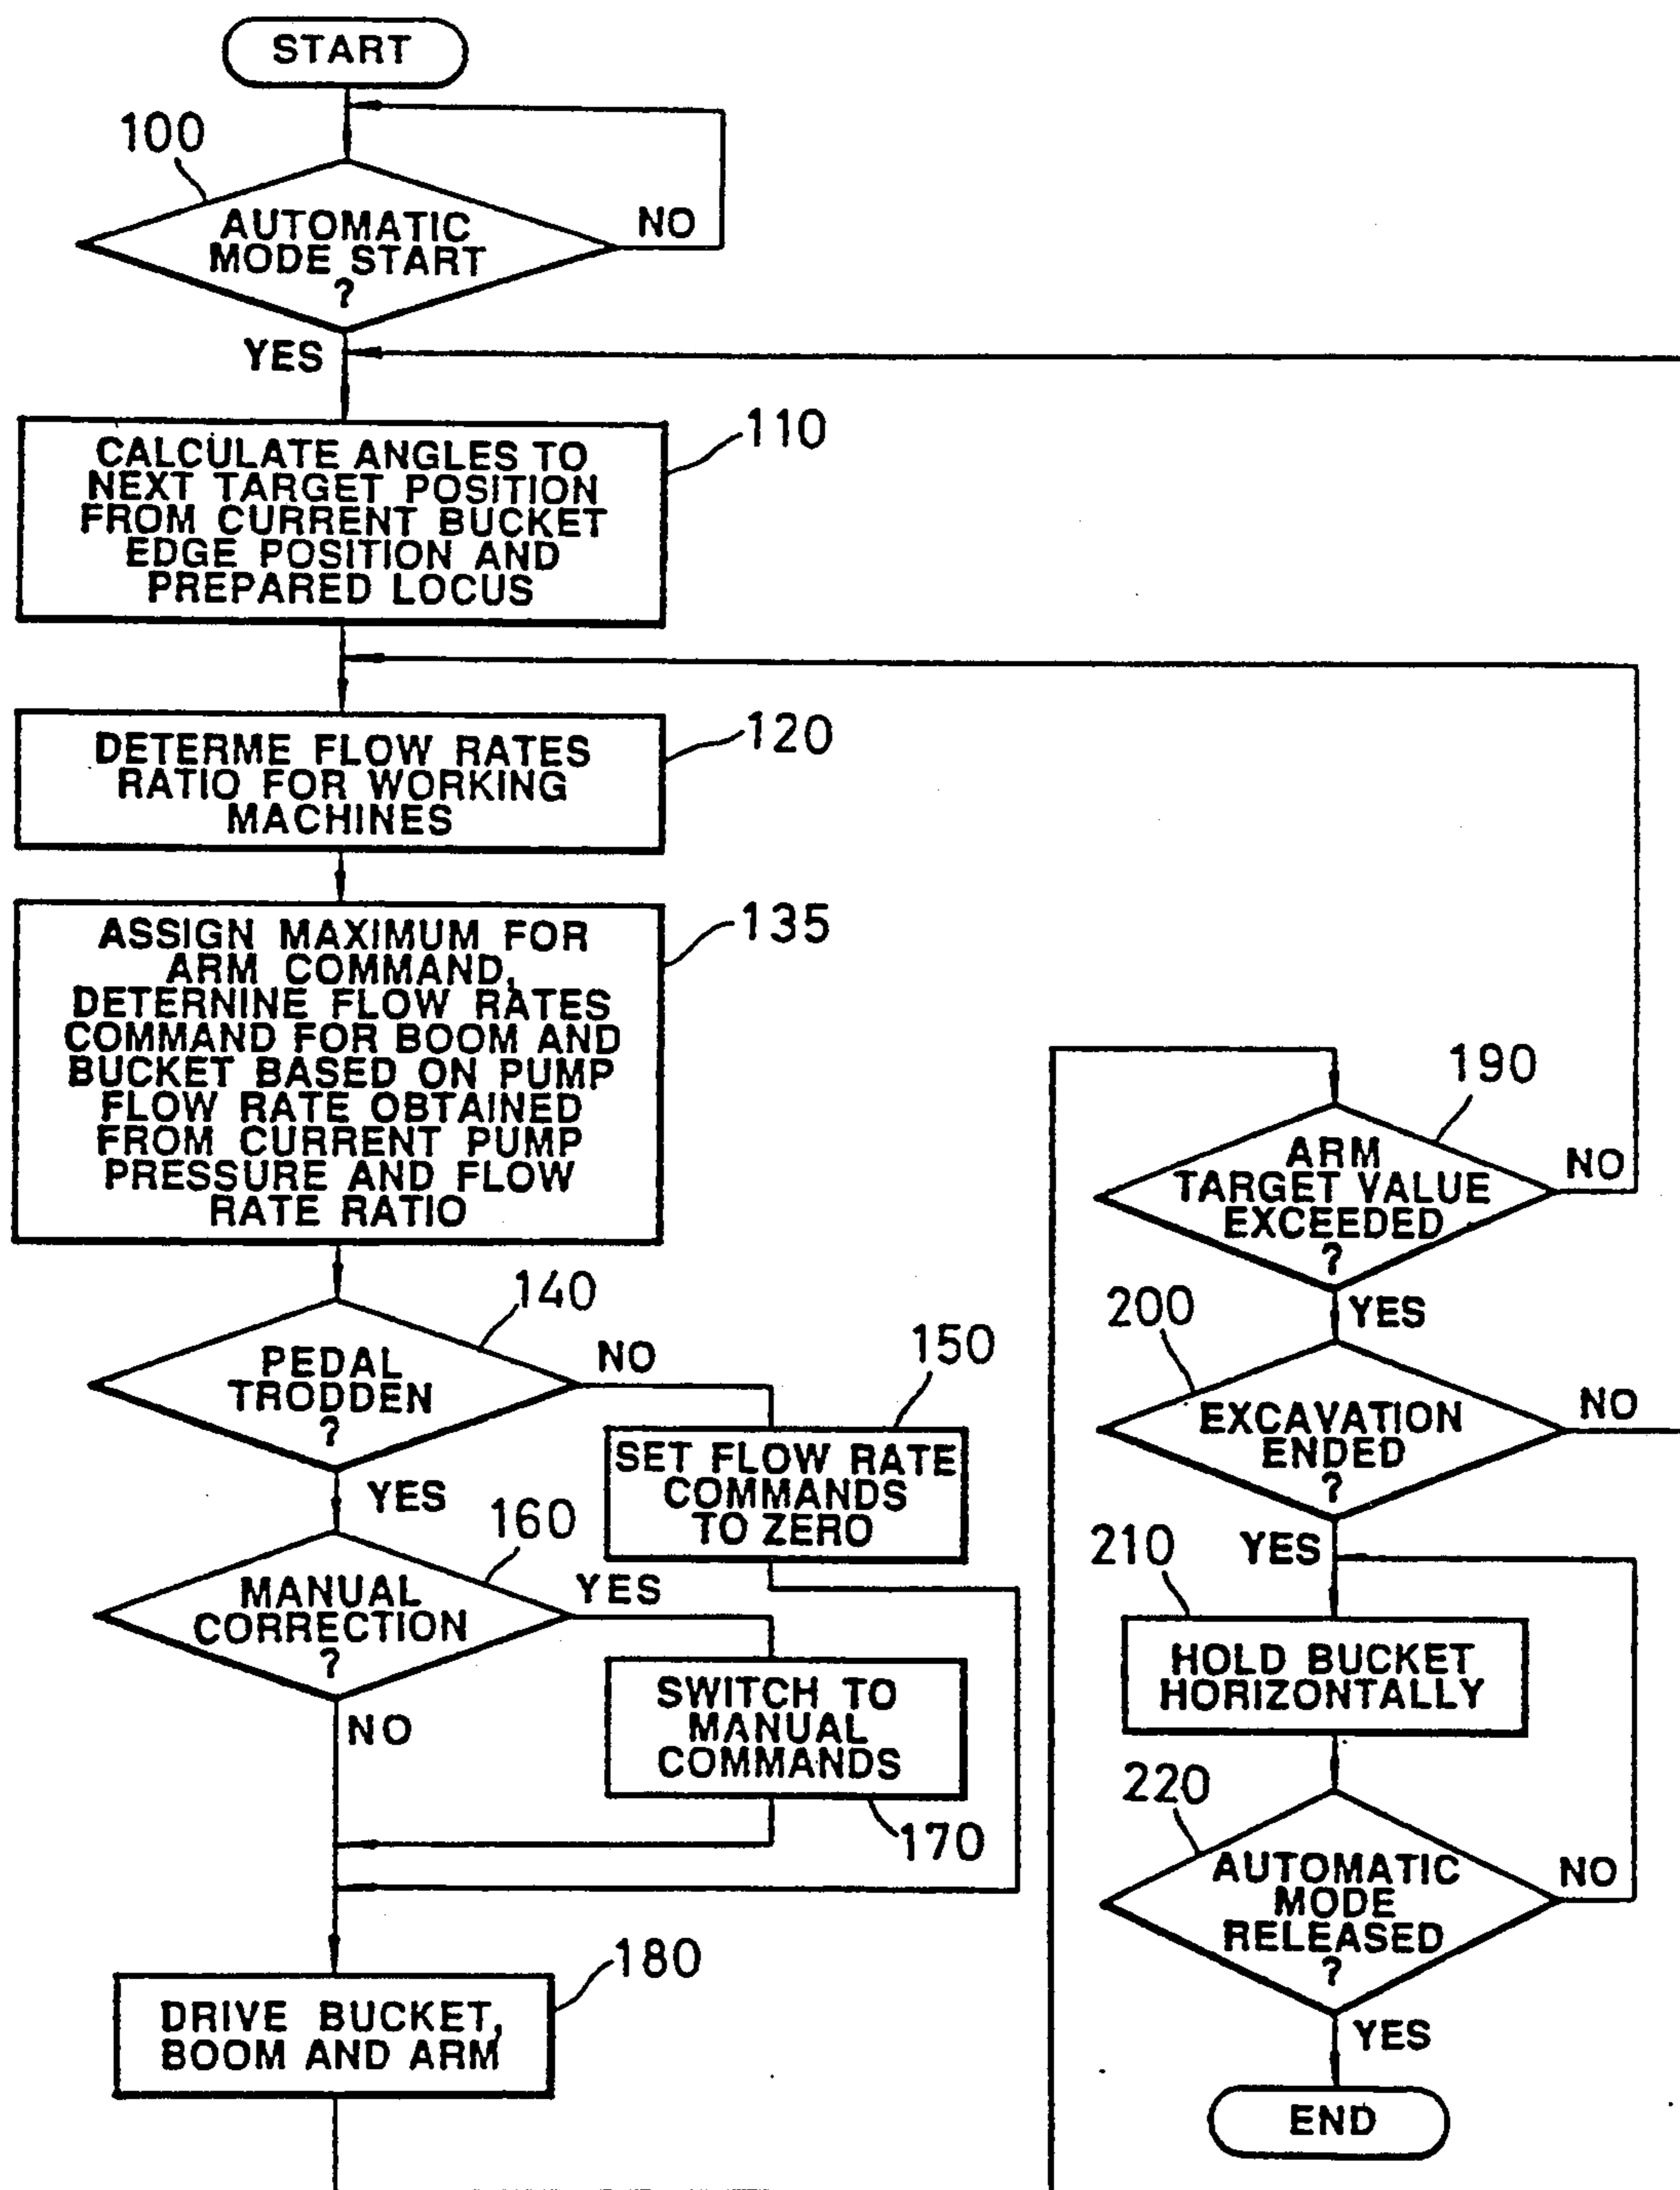 START
100
AUTOMATIC
MODE START
?
NO
YES
110
CALCULATE ANGLES TO
NEXT TARGET POSITION
FROM CURRENT BUCKET
EDGE POSITION AND
PREPARED LOCUS
120
DETERME FLOW RATES
RATIO FOR WORKING
MACHINES
135
ASSIGN MAXIMUM FOR
ARM COMMAND,
DETERNINE FLOW RATES
COMMAND FOR BOOM AND
BUCKET BASED ON PUMP
FLOW RATE OBTAINED
FROM CURRENT PUMP
PRESSURE AND FLOW
RATE RATIO
140
PEDAL
TRODDEN
?
NO
YES
150
SET FLOW RATE
COMMANDS
TO ZERO
160
MANUAL
CORRECTION
?
YES
NO
SWITCH TO
MANUAL
COMMANDS
170
180
DRIVE BUCKET,
BOOM AND ARM
190
ARM
TARGET VALUE
EXCEEDED
?
NO
YES
200
EXCAVATION
ENDED
?
NO
YES
210
HOLD BUCKET
HORIZONTALLY
220
AUTOMATIC
MODE
RELEASED
?
NO
YES
END